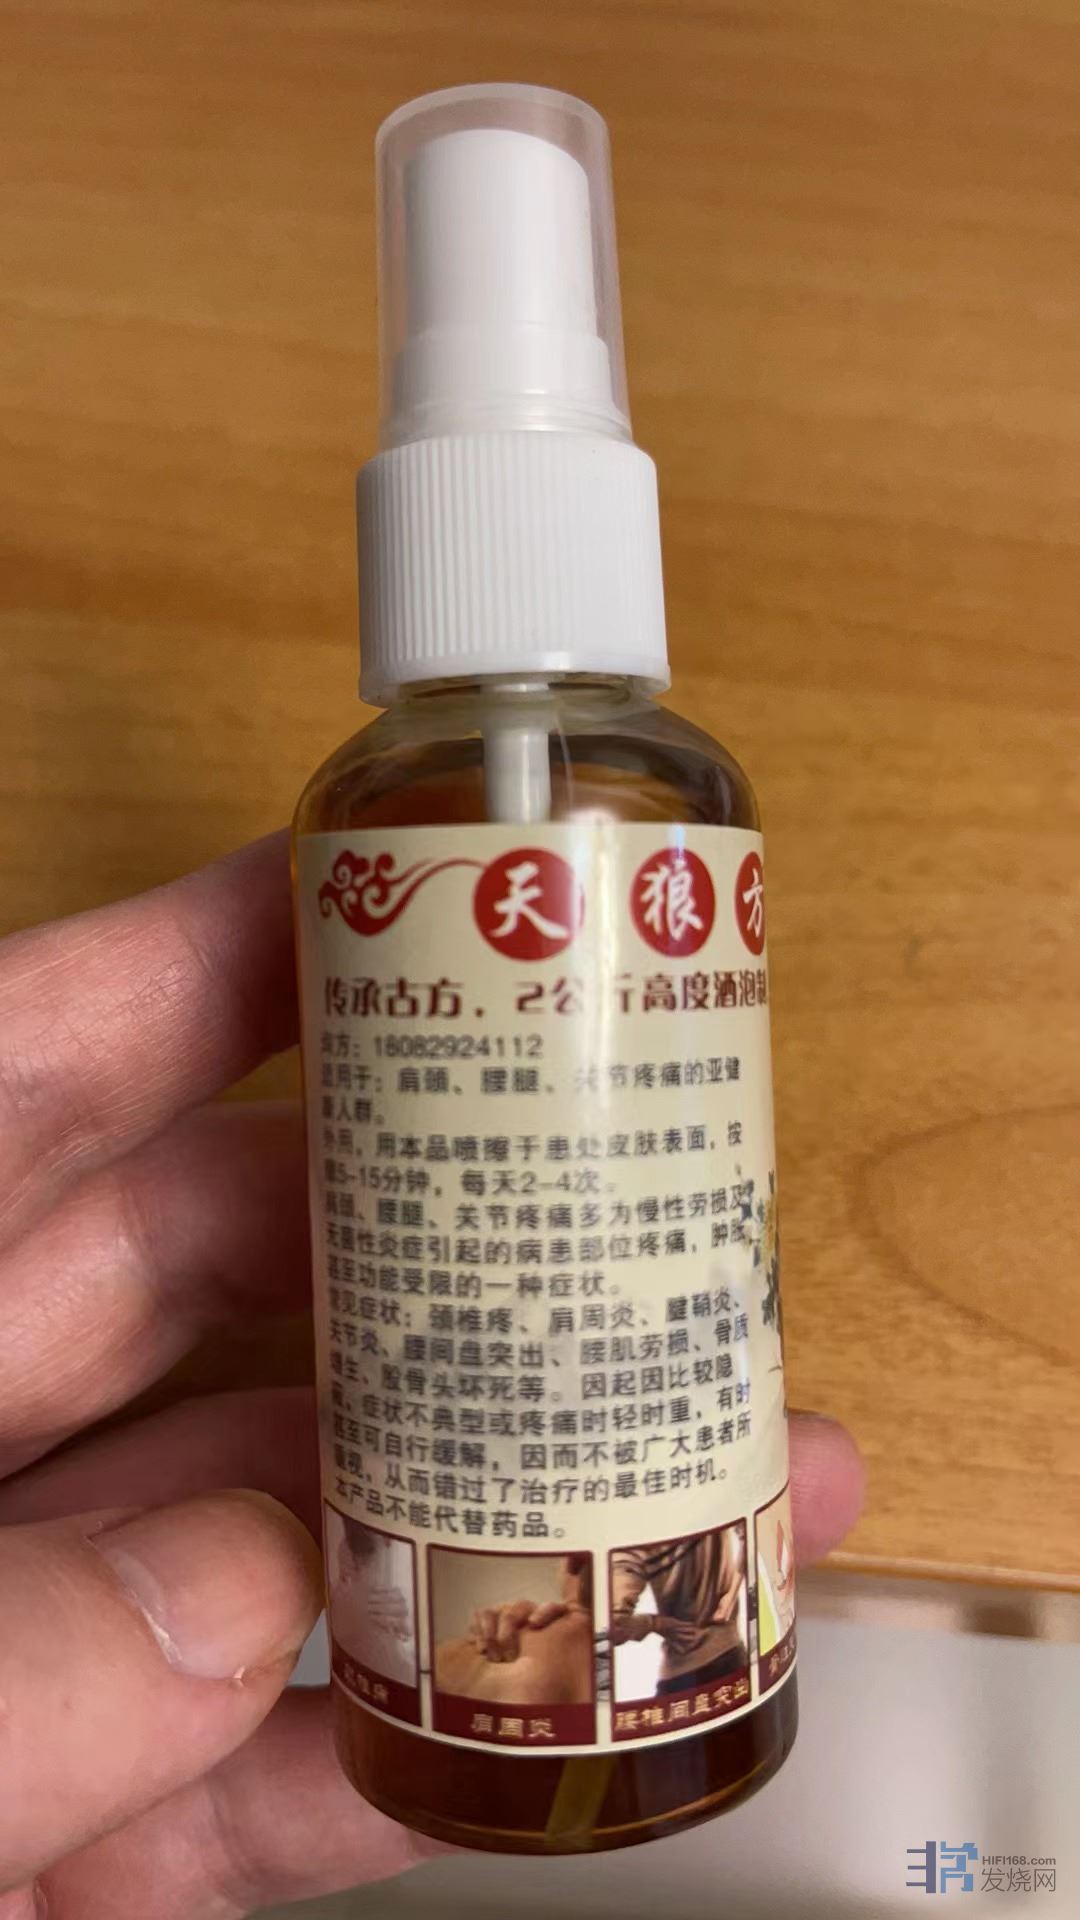 天 狼 方
传承古方，2公斤高度酒泡制
方：18082924112
适用于：肩颈、腰腿、关节疼痛的亚健
康人群。
外用，用本品喷擦于患处皮肤表面，按
摩5-15分钟，每天2-4次。
肩颈、腰腿、关节疼痛多为慢性劳损及
无菌性炎症引起的病患部位疼痛，肿胀
甚至功能受限的一种症状。
常见症状：颈椎疼、肩周炎、腱鞘炎、
关节炎、腰间盘突出、腰肌劳损、骨质
增生、股骨头坏死等。因起因比较隐
症状不典型或疼痛时轻时重，有时
甚至可自行缓解，因而不被广大患者所
重视，从而错过了治疗的最佳时机。
本产品不能代替药品。
肩周炎
腰椎间盘突出
HIFI168.com
发烧网